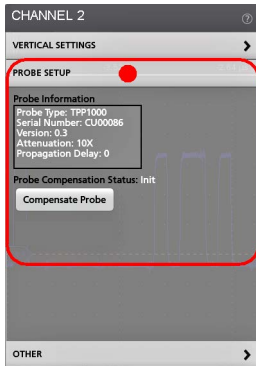 CHANNEL 2
VERTICAL SETTINGS
PROBE SETUP
Probe Information
Probe Type: TPP1000
Serial Number: CU00086
Version: 0.3
Attenuation: 10X
Propagation Delay: 0
Probe Compensation Status: Init
Compensate Probe
OTHER